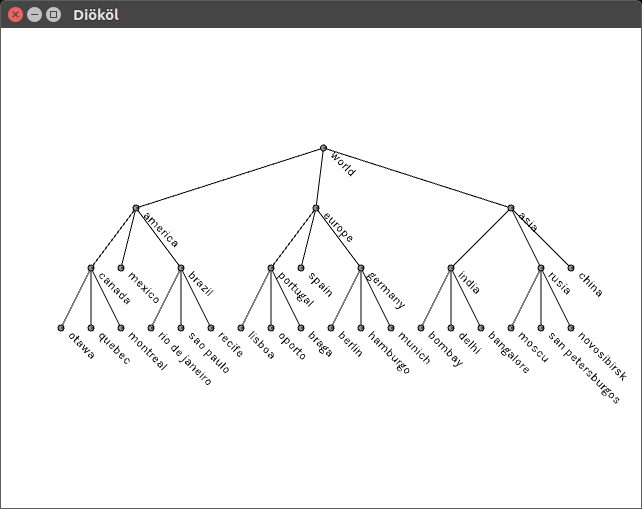 Diököl
world
america
europe
asia
canada
mexico
brazil
portugal
spain
germany
india
rusia
china
otawa
quebec
montreal
rio de janeiro
sao paulo
recife
lisboa
oporto
braga
berlin
hamburgo
munich
bombay
delhi
bangalore
moscu
san petersburgos
novosibirsk